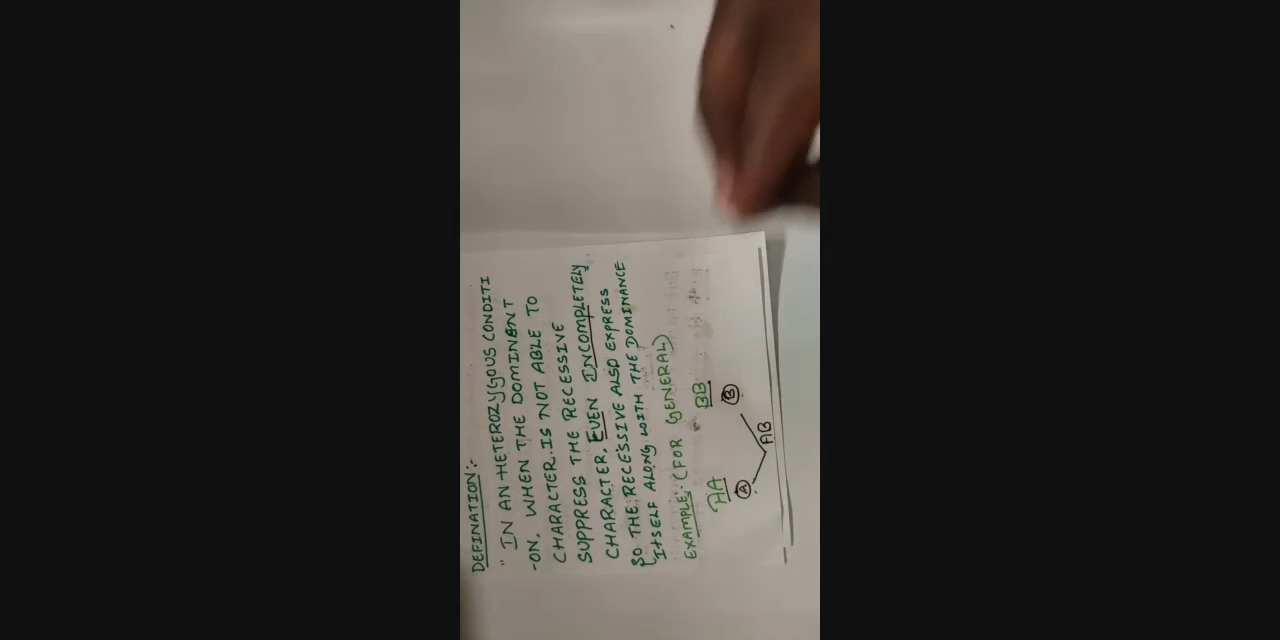 DEFINATION:-
" IN AN HETEROZYGOUS CONDITI
-ON. WHEN THE DOMINANT
CHARACTER. IS NOT ABLE TO
SUPPRESS THE RECESSIVE
CHARACTER. EVEN INCOMPLETELY
SO THE RECESSIVE ALSO EXPRESS
ITSELF ALONG WITH THE DOMINANCE
EXAMPLE; (FOR GENERAL)
AA BB
A B
AB